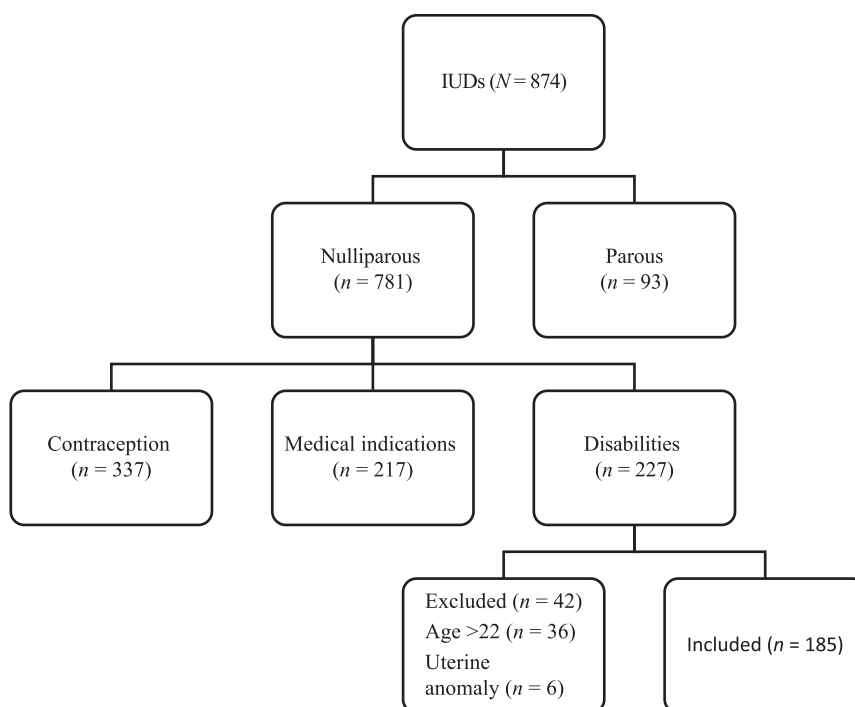 IUDs (N = 874)
Nulliparous
(n = 781)
Parous
(n = 93)
Contraception
(n = 337)
Medical indications
(n = 217)
Disabilities
(n = 227)
Excluded (n = 42)
Age >22 (n = 36)
Uterine
anomaly (n = 6)
Included (n = 185)